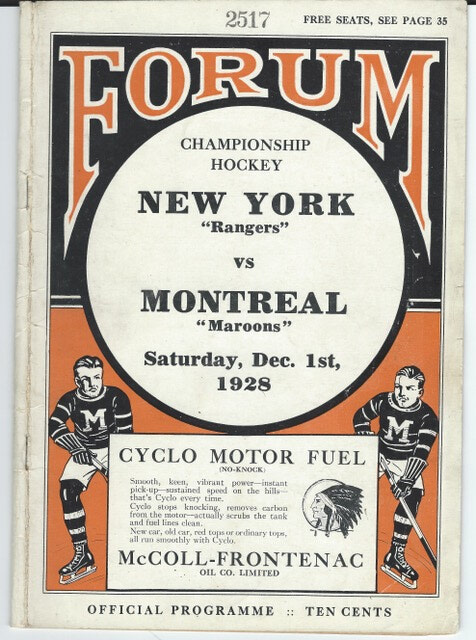 2517
FREE SEATS, SEE PAGE 35
FORUM
CHAMPIONSHIP
HOCKEY
NEW YORK
"Rangers"
VS
MONTREAL
"Maroons"
Saturday, Dec. 1st,
1928
M
M
CYCLO MOTOR FUEL
(NO-KNOCK)
Smooth, keen, vibrant power—instant
pick-up—sustained speed on the hills—
that's Cyclo every time.
Cyclo stops knocking, removes carbon
from the motor—actually scrubs the tank
and fuel lines clean.
New car, old car, red tops or ordinary tops,
all run smoothly with Cyclo.
McCOLL-FRONTENAC
OIL CO. LIMITED
OFFICIAL PROGRAMME :: TEN CENTS